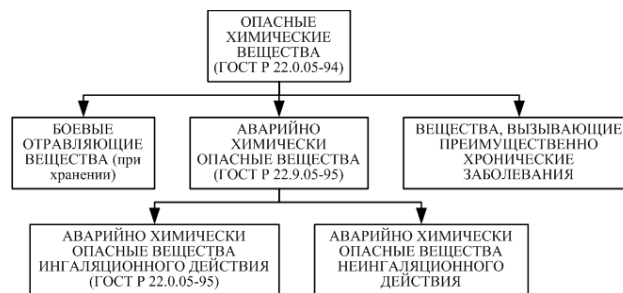 ОПАСНЫЕ
ХИМИЧЕСКИЕ
ВЕЩЕСТВА
(ГОСТ Р 22.0.05-94)
БОЕВЫЕ
ОТРАВЛЯЮЩИЕ
ВЕЩЕСТВА (при
хранении)
АВАРИЙНО
ХИМИЧЕСКИ
ОПАСНЫЕ ВЕЩЕСТВА
(ГОСТ Р 22.9.05-95)
ВЕЩЕСТВА, ВЫЗЫВАЮЩИЕ
ПРЕИМУЩЕСТВЕННО
ХРОНИЧЕСКИЕ
ЗАБОЛЕВАНИЯ
АВАРИЙНО ХИМИЧЕСКИ
ОПАСНЫЕ ВЕЩЕСТВА
ИНГАЛЯЦИОННОГО ДЕЙСТВИЯ
(ГОСТ Р 22.0.05-95)
АВАРИЙНО ХИМИЧЕСКИ
ОПАСНЫЕ ВЕЩЕСТВА
НЕИНГАЛЯЦИОННОГО
ДЕЙСТВИЯ